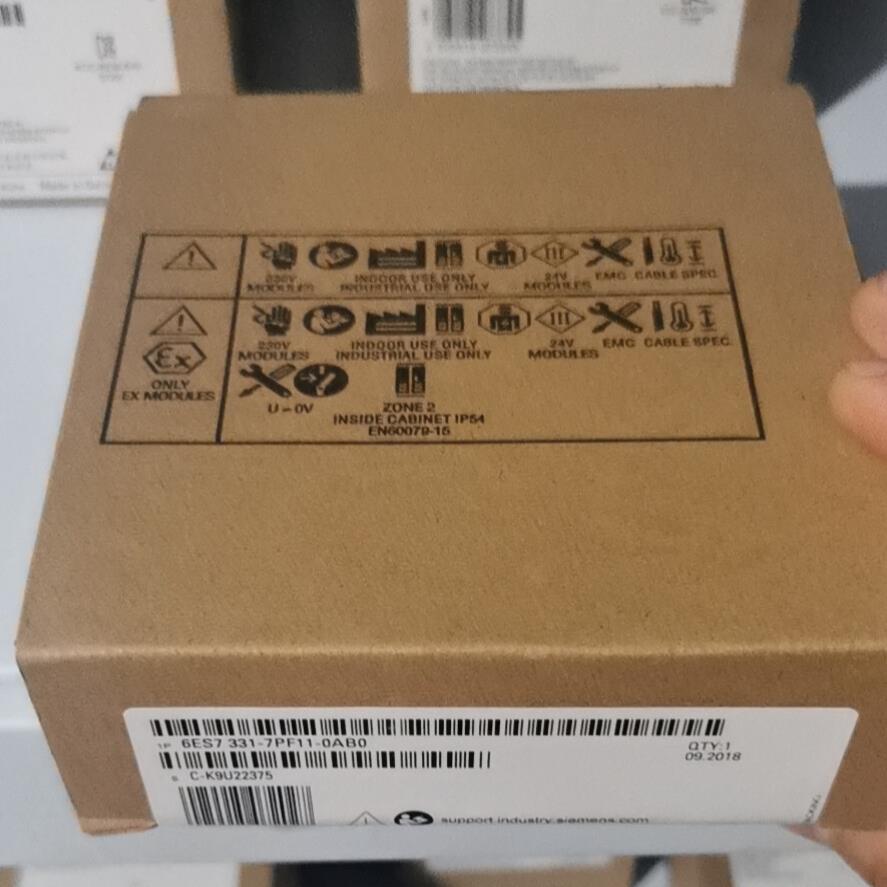 230V MODULES INDOOR USE ONLY INDUSTRIAL USE ONLY 24V MODULES EMC CABLE SPEC.
Ex
ONLY
EX MODULES
230V MODULES INDOOR USE ONLY INDUSTRIAL USE ONLY 24V MODULES EMC CABLE SPEC.
U=0V
ZONE 2
INSIDE CABINET IP54
EN60079-15
1P 6ES7 331-7PF11-0AB0
QTY:1
09.2018
S C-K9U22375
support.industry.siemens.com